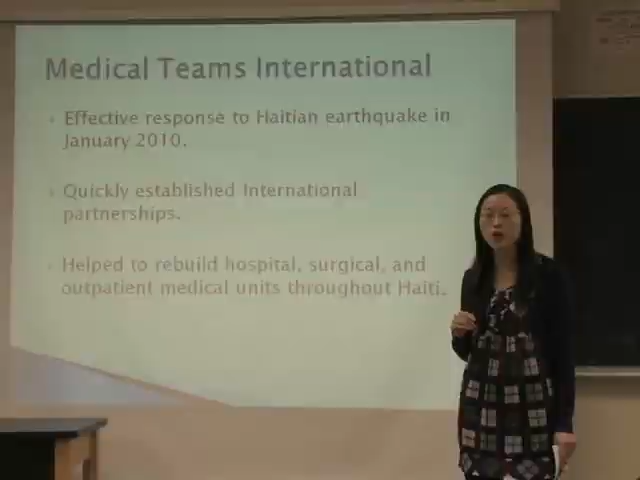 Medical Teams International
Effective response to Haitian earthquake in
January 2010.
Quickly established International
partnerships.
Helped to rebuild hospital, surgical, and
outpatient medical units throughout Haiti.